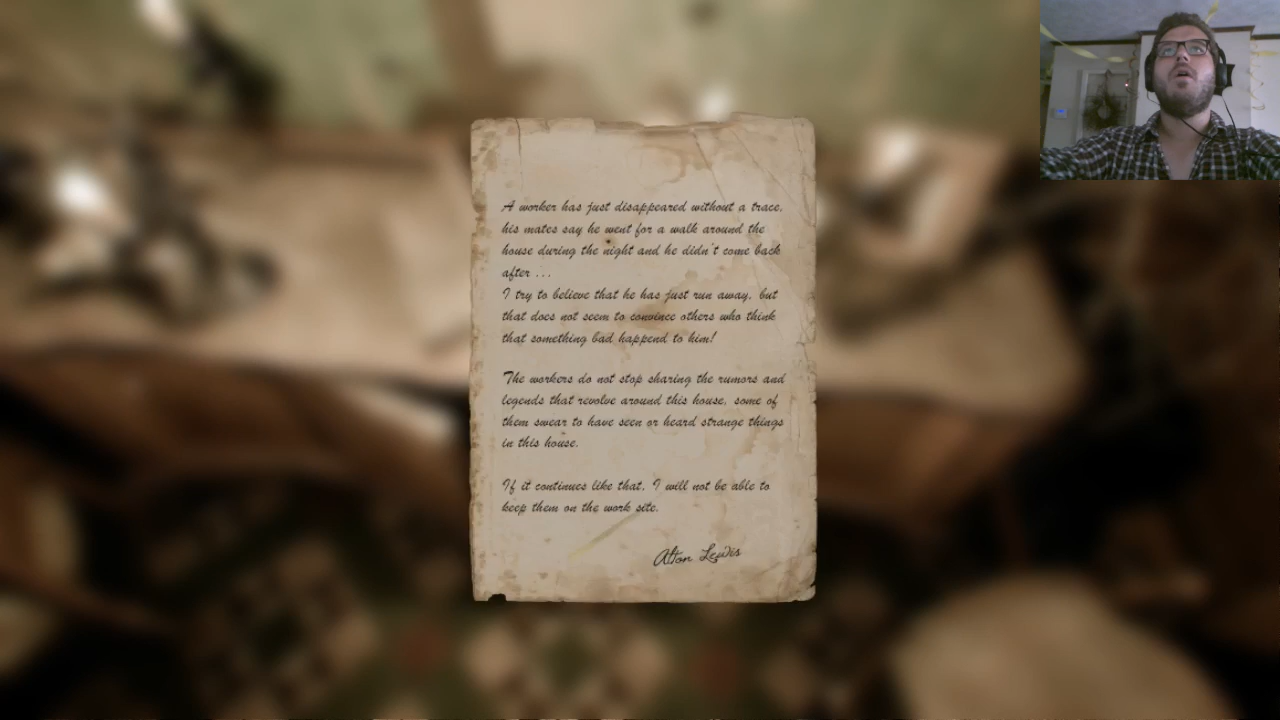 A worker has just disappeared without a trace,
his mates say he went for a walk around the
house during the night and he didn't come back
after ...
I try to believe that he has just run away, but
that does not seem to convince others who think
that something bad happend to him!
The workers do not stop sharing the rumors and
legends that revolve around this house, some of
them swear to have seen or heard strange things
in this house.
If it continues like that, I will not be able to
keep them on the work site.
Alton Lewis